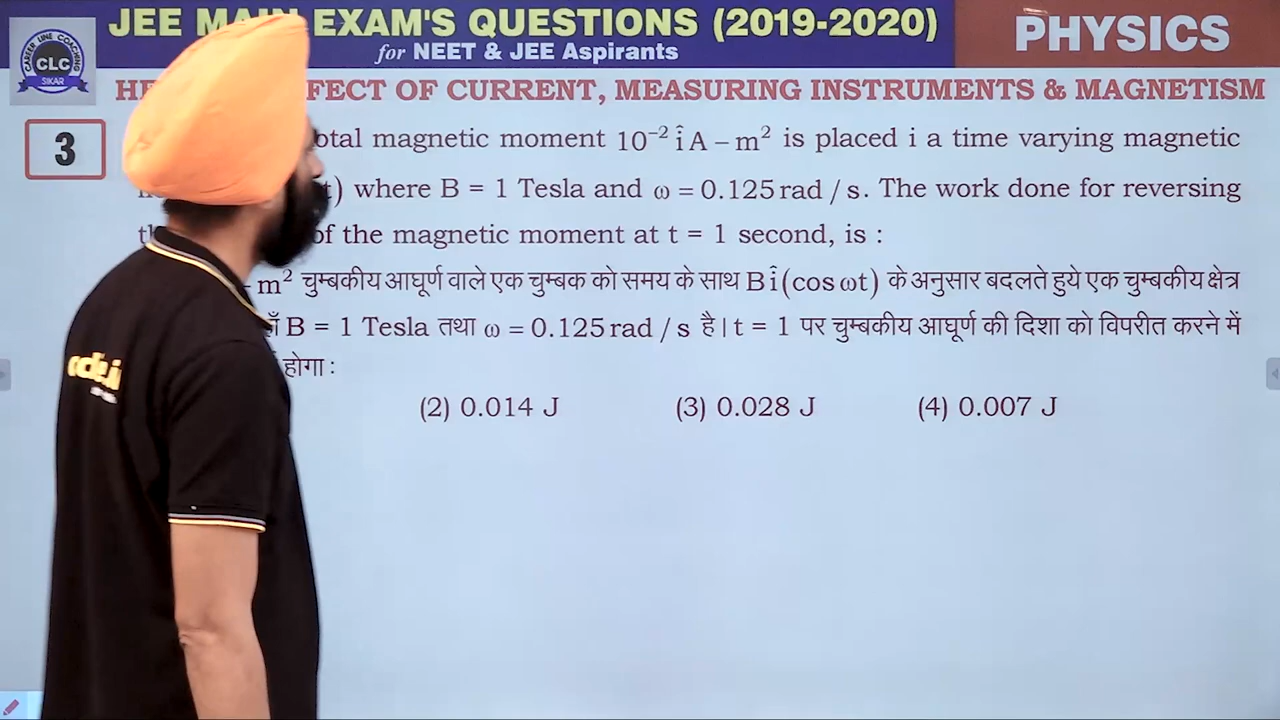 JEE MAIN EXAM'S QUESTIONS (2019-2020)
for NEET & JEE Aspirants
PHYSICS
CAREER LINE COACHING
CLC
SIKAR
FECT OF CURRENT, MEASURING INSTRUMENTS & MAGNETISM
3
otal magnetic moment 10⁻² î A – m² is placed i a time varying magnetic
t) where B = 1 Tesla and ω = 0.125 rad / s. The work done for reversing
of the magnetic moment at t = 1 second, is :
m² चुम्बकीय आघूर्ण वाले एक चुम्बक को समय के साथ B î (cos ωt) के अनुसार बदलते हुये एक चुम्बकीय क्षेत्र
B = 1 Tesla तथा ω = 0.125 rad / s है। t = 1 पर चुम्बकीय आघूर्ण की दिशा को विपरीत करने में
होगा :
(2) 0.014 J (3) 0.028 J (4) 0.007 J